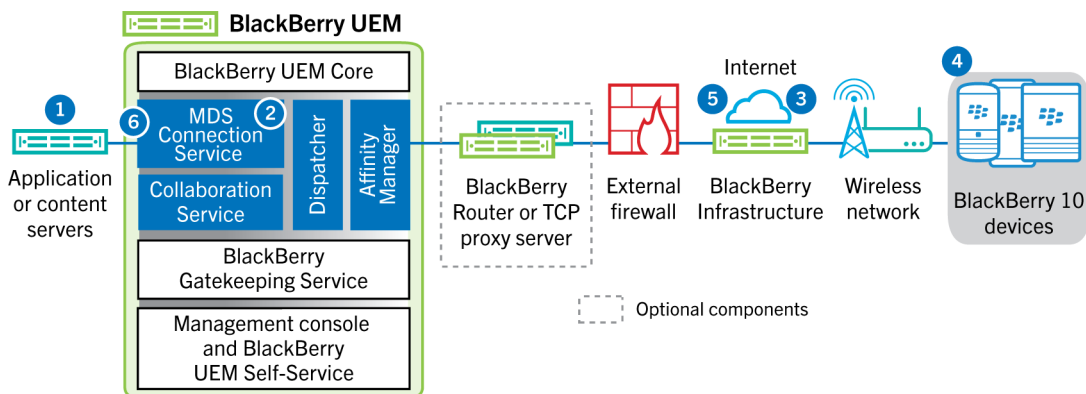 BlackBerry UEM
BlackBerry UEM Core
1
6
MDS
Connection
Service
2
Collaboration
Service
Dispatcher
Affinity
Manager
BlackBerry
Gatekeeping Service
Management console
and BlackBerry
UEM Self-Service
Application
or content
servers
BlackBerry
Router or TCP
proxy server
External
firewall
Internet
5
3
BlackBerry
Infrastructure
Wireless
network
4
BlackBerry 10
devices
Optional components